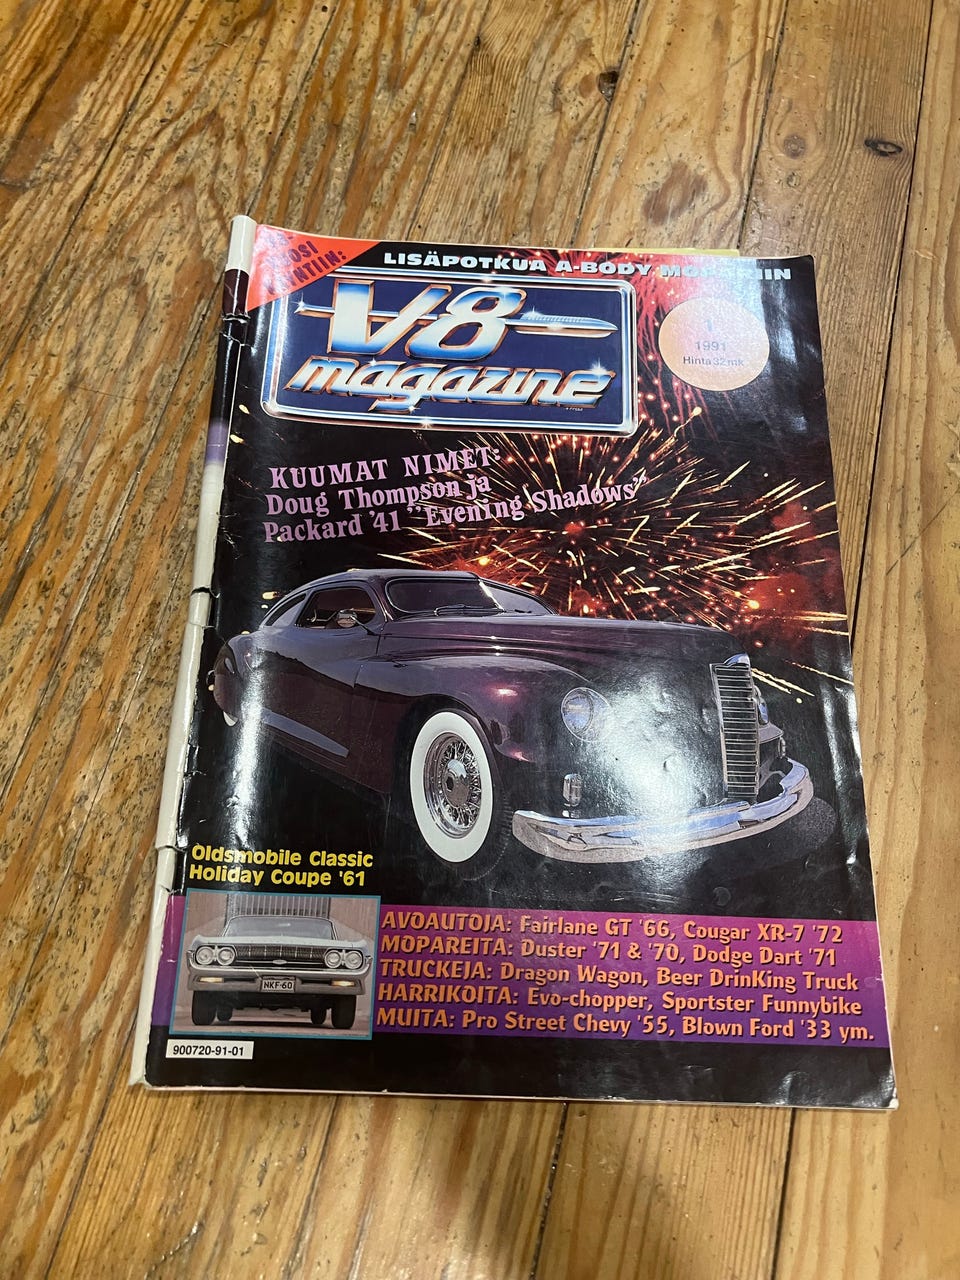 LISÄPOTKUA A-BODY MOPARIIN
V8
magazine
1
1991
Hinta 32 mk
KUUMAT NIMET:
Doug Thompson ja
Packard '41 "Evening Shadows"
Oldsmobile Classic
Holiday Coupe '61
NKF-60
AVOAUTOJA: Fairlane GT '66, Cougar XR-7 '72
MOPAREITA: Duster '71 & '70, Dodge Dart '71
TRUCKEJA: Dragon Wagon, Beer DrinKing Truck
HARRIKOITA: Evo-chopper, Sportster Funnybike
MUITA: Pro Street Chevy '55, Blown Ford '33 ym.
900720-91-01